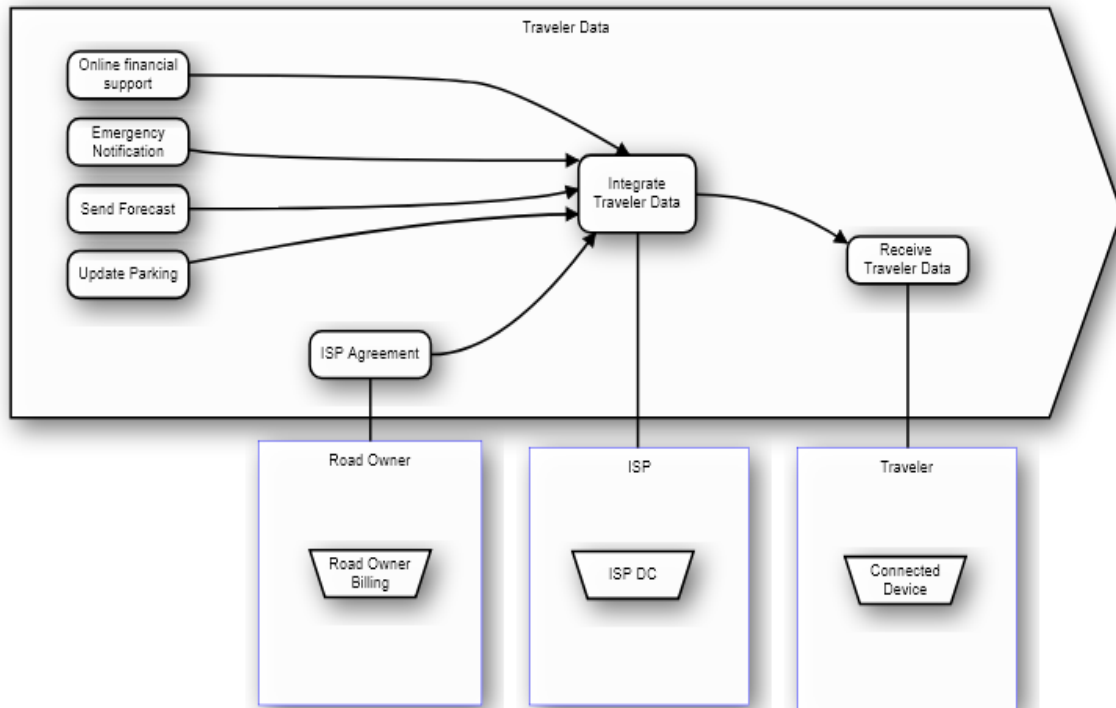 Traveler Data
Online financial
support
Emergency
Notification
Send Forecast
Update Parking
Integrate
Traveler Data
Receive
Traveler Data
ISP Agreement
Road Owner
Road Owner
Billing
ISP
ISP DC
Traveler
Connected
Device